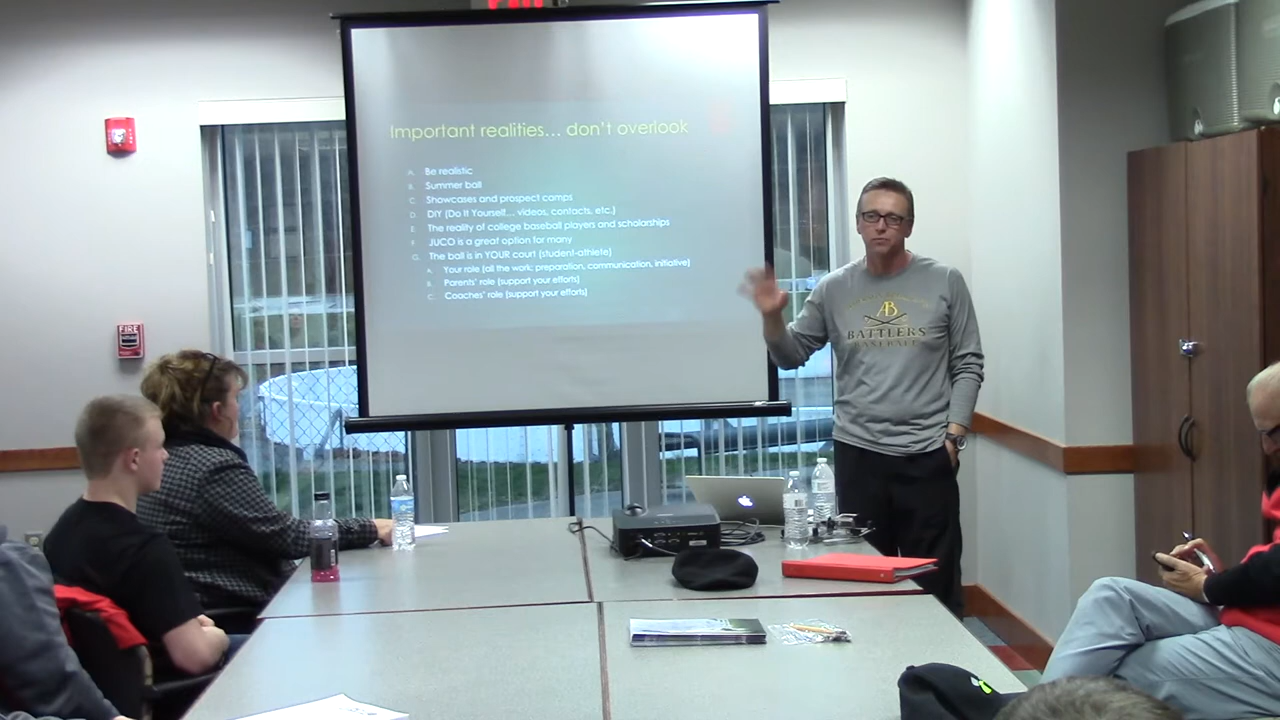 Important realities... don't overlook
A. Be realistic
B. Summer ball
C. Showcases and prospect camps
D. DIY (Do It Yourself... videos, contacts, etc.)
E. The reality of college baseball players and scholarships
F. JUCO is a great option for many
G. The ball is in YOUR court (student-athlete)
A. Your role (all the work; preparation, communication, initiative)
B. Parents' role (support your efforts)
C. Coaches' role (support your efforts)
AB
BATTLERS
BASEBALL
FIRE